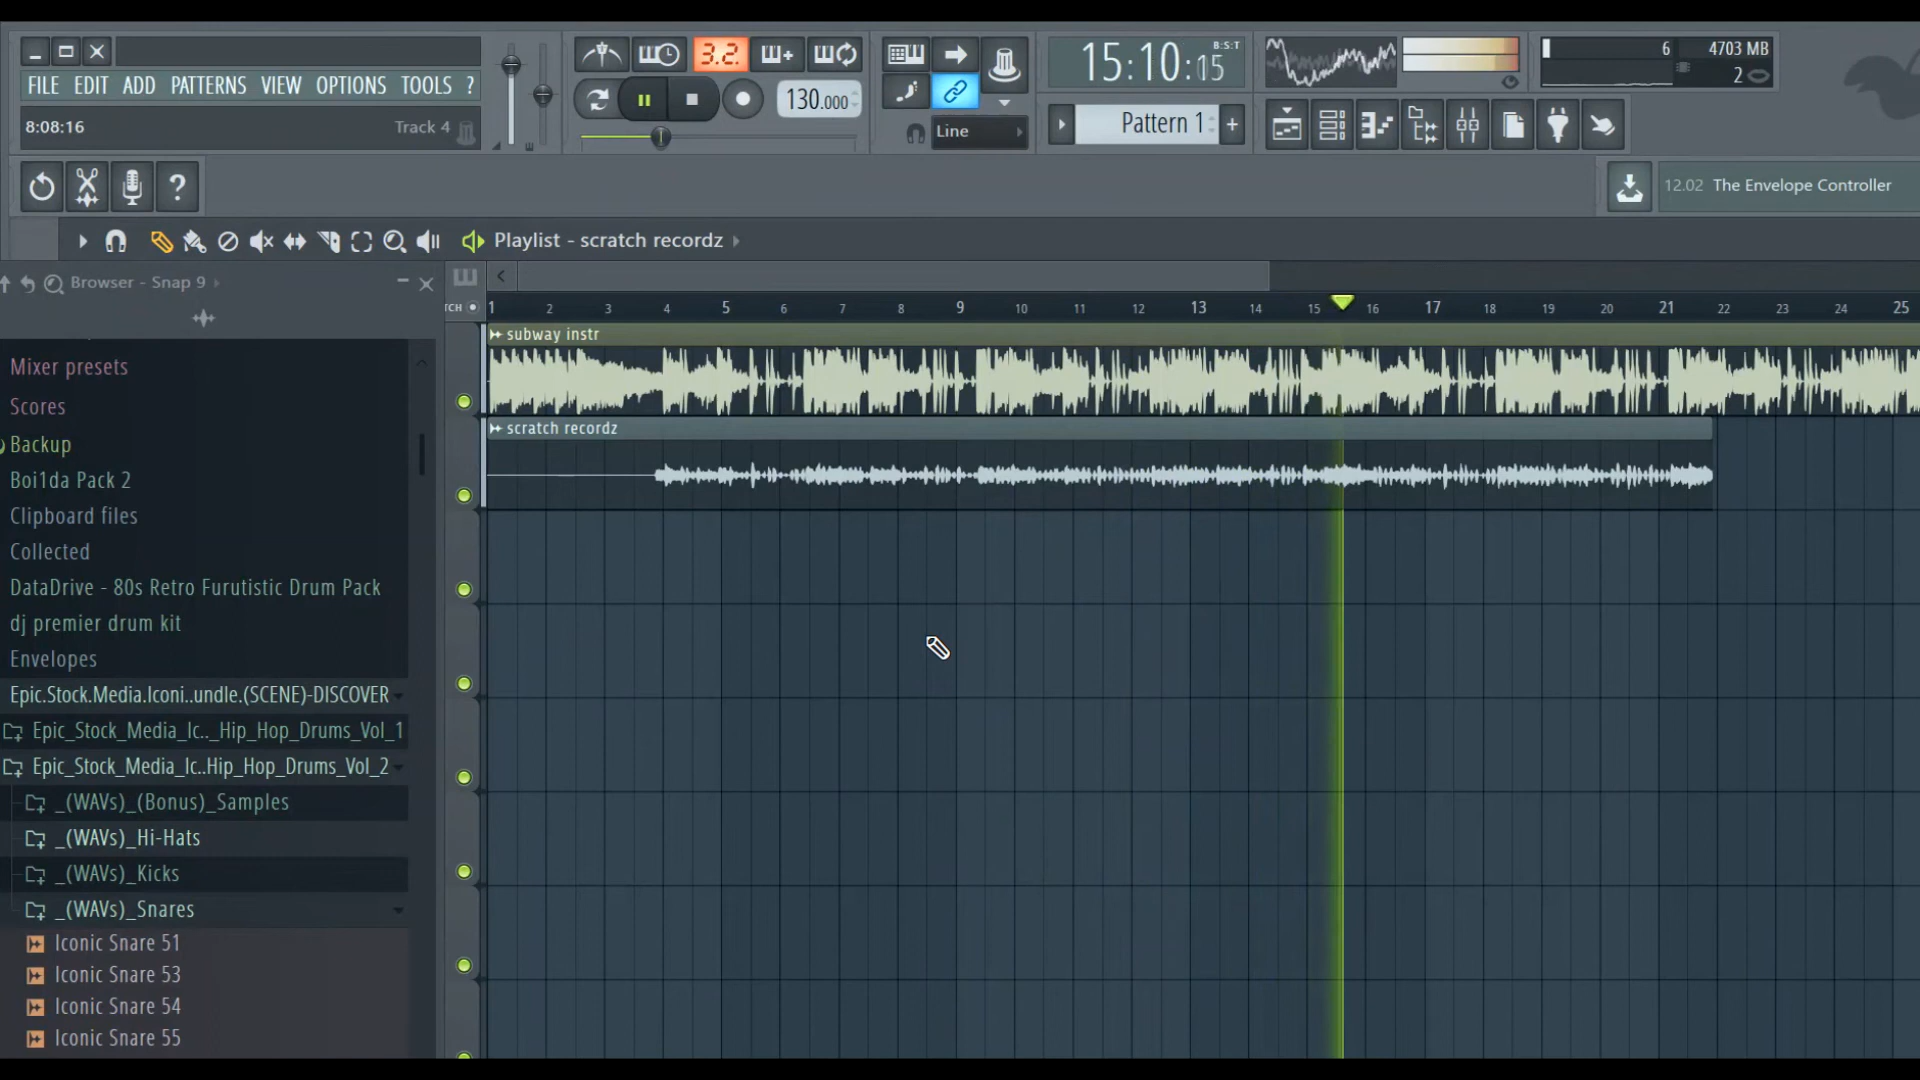 FILE EDIT ADD PATTERNS VIEW OPTIONS TOOLS ?
8:08:16 Track 4
3.2.
130.000
Line
15:10:15 B:S:T
Pattern 1 +
6 4703 MB
2
?
12.02 The Envelope Controller
Playlist - scratch recordz
Browser - Snap 9
Mixer presets
Scores
Backup
Boi1da Pack 2
Clipboard files
Collected
DataDrive - 80s Retro Furutistic Drum Pack
dj premier drum kit
Envelopes
Epic.Stock.Media.Iconi..undle.(SCENE)-DISCOVER
Epic_Stock_Media_Ic.._Hip_Hop_Drums_Vol_1
Epic_Stock_Media_Ic..Hip_Hop_Drums_Vol_2
_(WAVs)_(Bonus)_Samples
_(WAVs)_Hi-Hats
_(WAVs)_Kicks
_(WAVs)_Snares
Iconic Snare 51
Iconic Snare 53
Iconic Snare 54
Iconic Snare 55
TCH 1 2 3 4 5 6 7 8 9 10 11 12 13 14 15 16 17 18 19 20 21 22 23 24 25
subway instr
scratch recordz